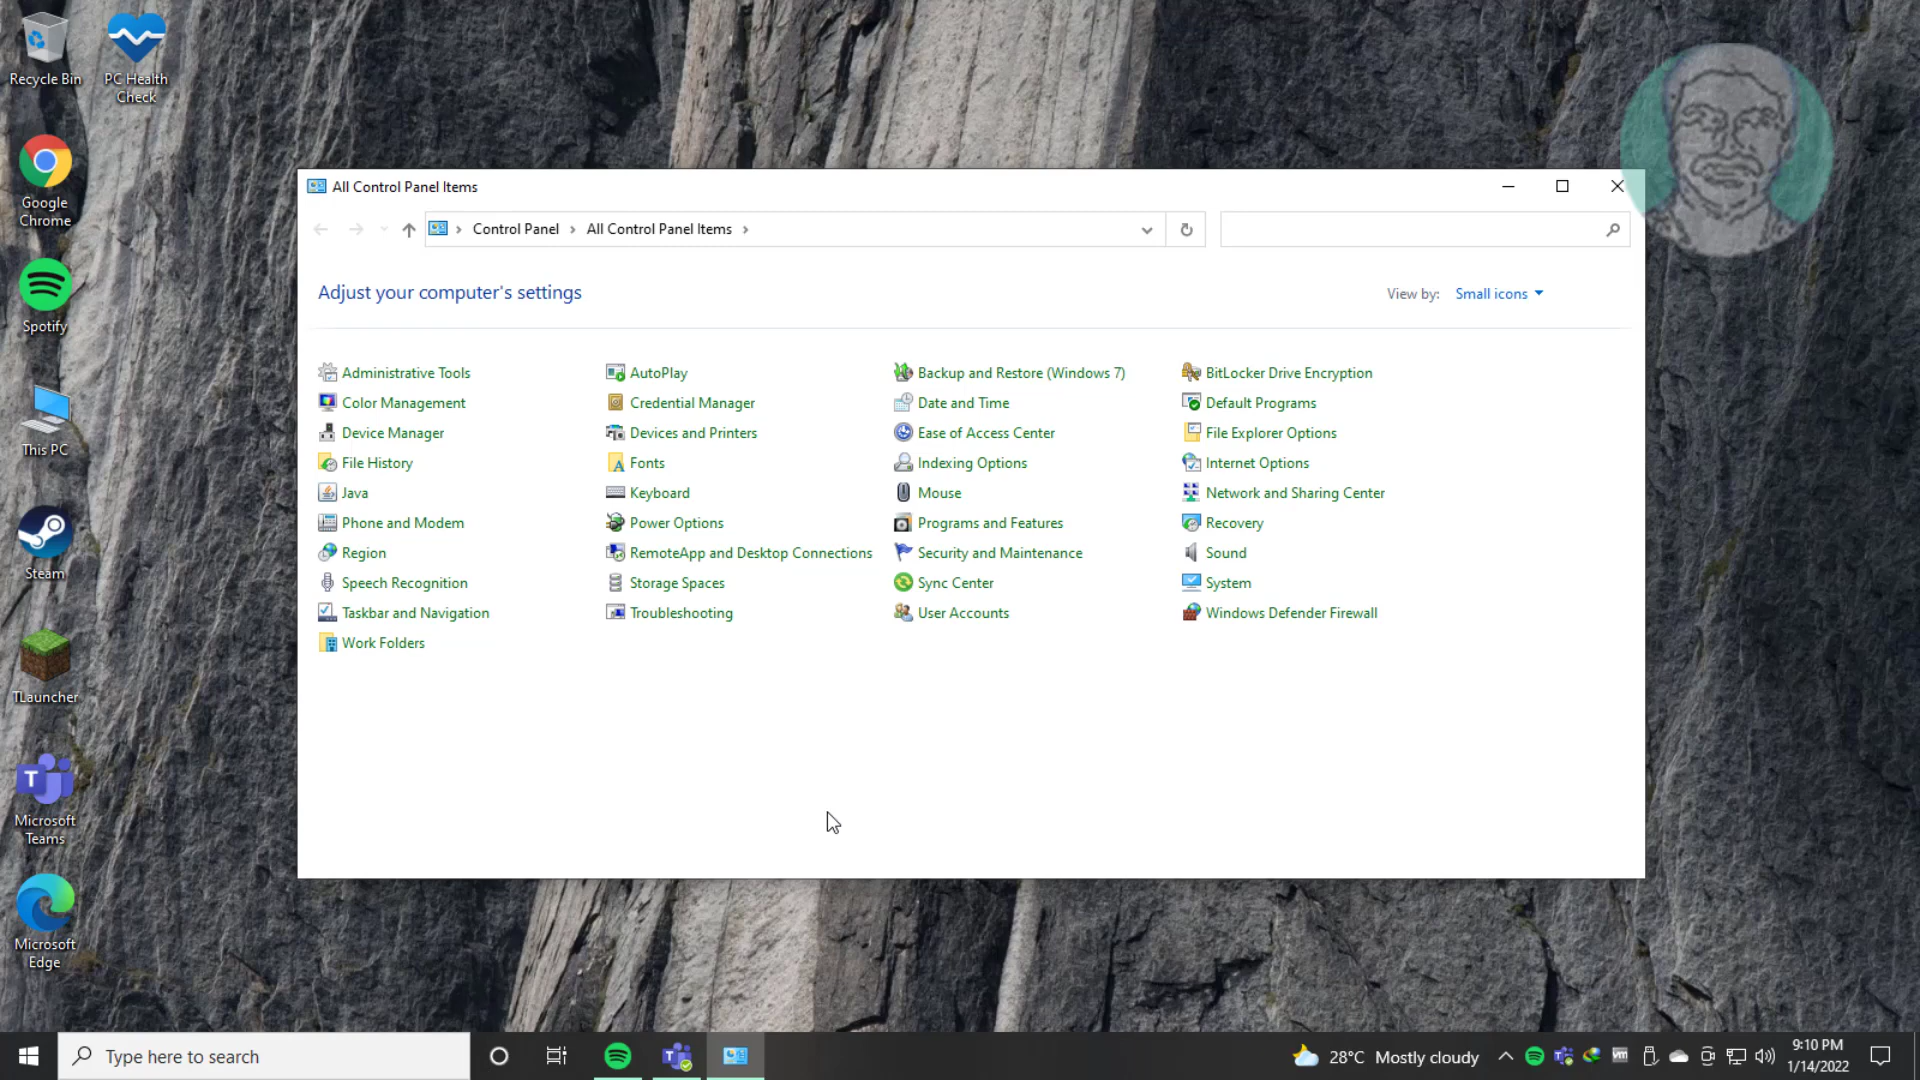 Recycle Bin
PC Health
Check
Google
Chrome
Spotify
This PC
Steam
TLauncher
Microsoft
Teams
Microsoft
Edge
All Control Panel Items
Control Panel
All Control Panel Items
Adjust your computer's settings
View by:
Small icons
Administrative Tools
AutoPlay
Backup and Restore (Windows 7)
BitLocker Drive Encryption
Color Management
Credential Manager
Date and Time
Default Programs
Device Manager
Devices and Printers
Ease of Access Center
File Explorer Options
File History
Fonts
Indexing Options
Internet Options
Java
Keyboard
Mouse
Network and Sharing Center
Phone and Modem
Power Options
Programs and Features
Recovery
Region
RemoteApp and Desktop Connections
Security and Maintenance
Sound
Speech Recognition
Storage Spaces
Sync Center
System
Taskbar and Navigation
Troubleshooting
User Accounts
Windows Defender Firewall
Work Folders
Type here to search
28°C Mostly cloudy
9:10 PM
1/14/2022